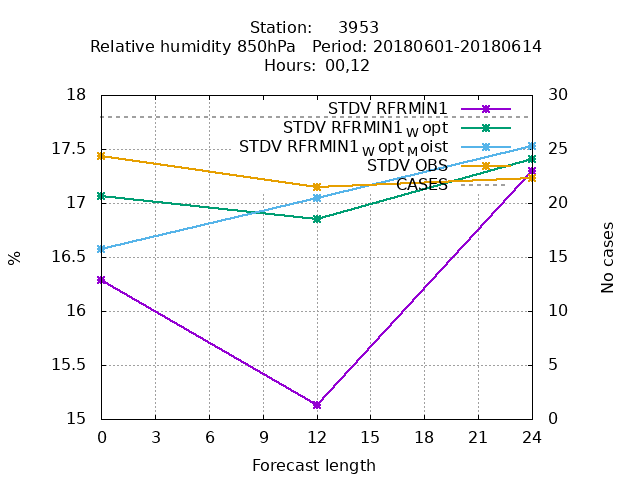 Station: 3953
Relative humidity 850hPa Period: 20180601-20180614
Hours: 00,12
18 30
STDV RFRMIN1
STDV RFRMIN1WOpt
17.5 25
STDV RFRMIN1WoptMoist
STDV OBS
CASES
17 20
%
16.5 15
No cases
16 10
15.5 5
15 0
0 3 6 9 12 15 18 21 24
Forecast length